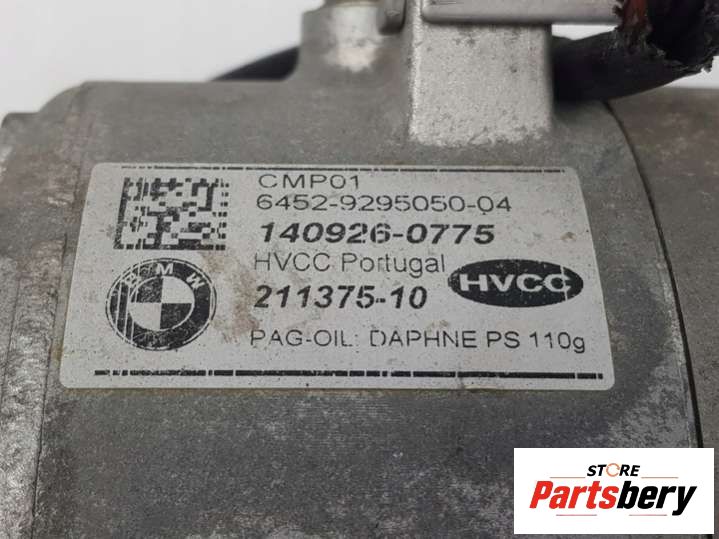 CMP01
6452-9295050-04
140926-0775
HVCC Portugal
211375-10
BMW
HVCC
PAG-OIL: DAPHNE PS 110g
STORE
Partsbery